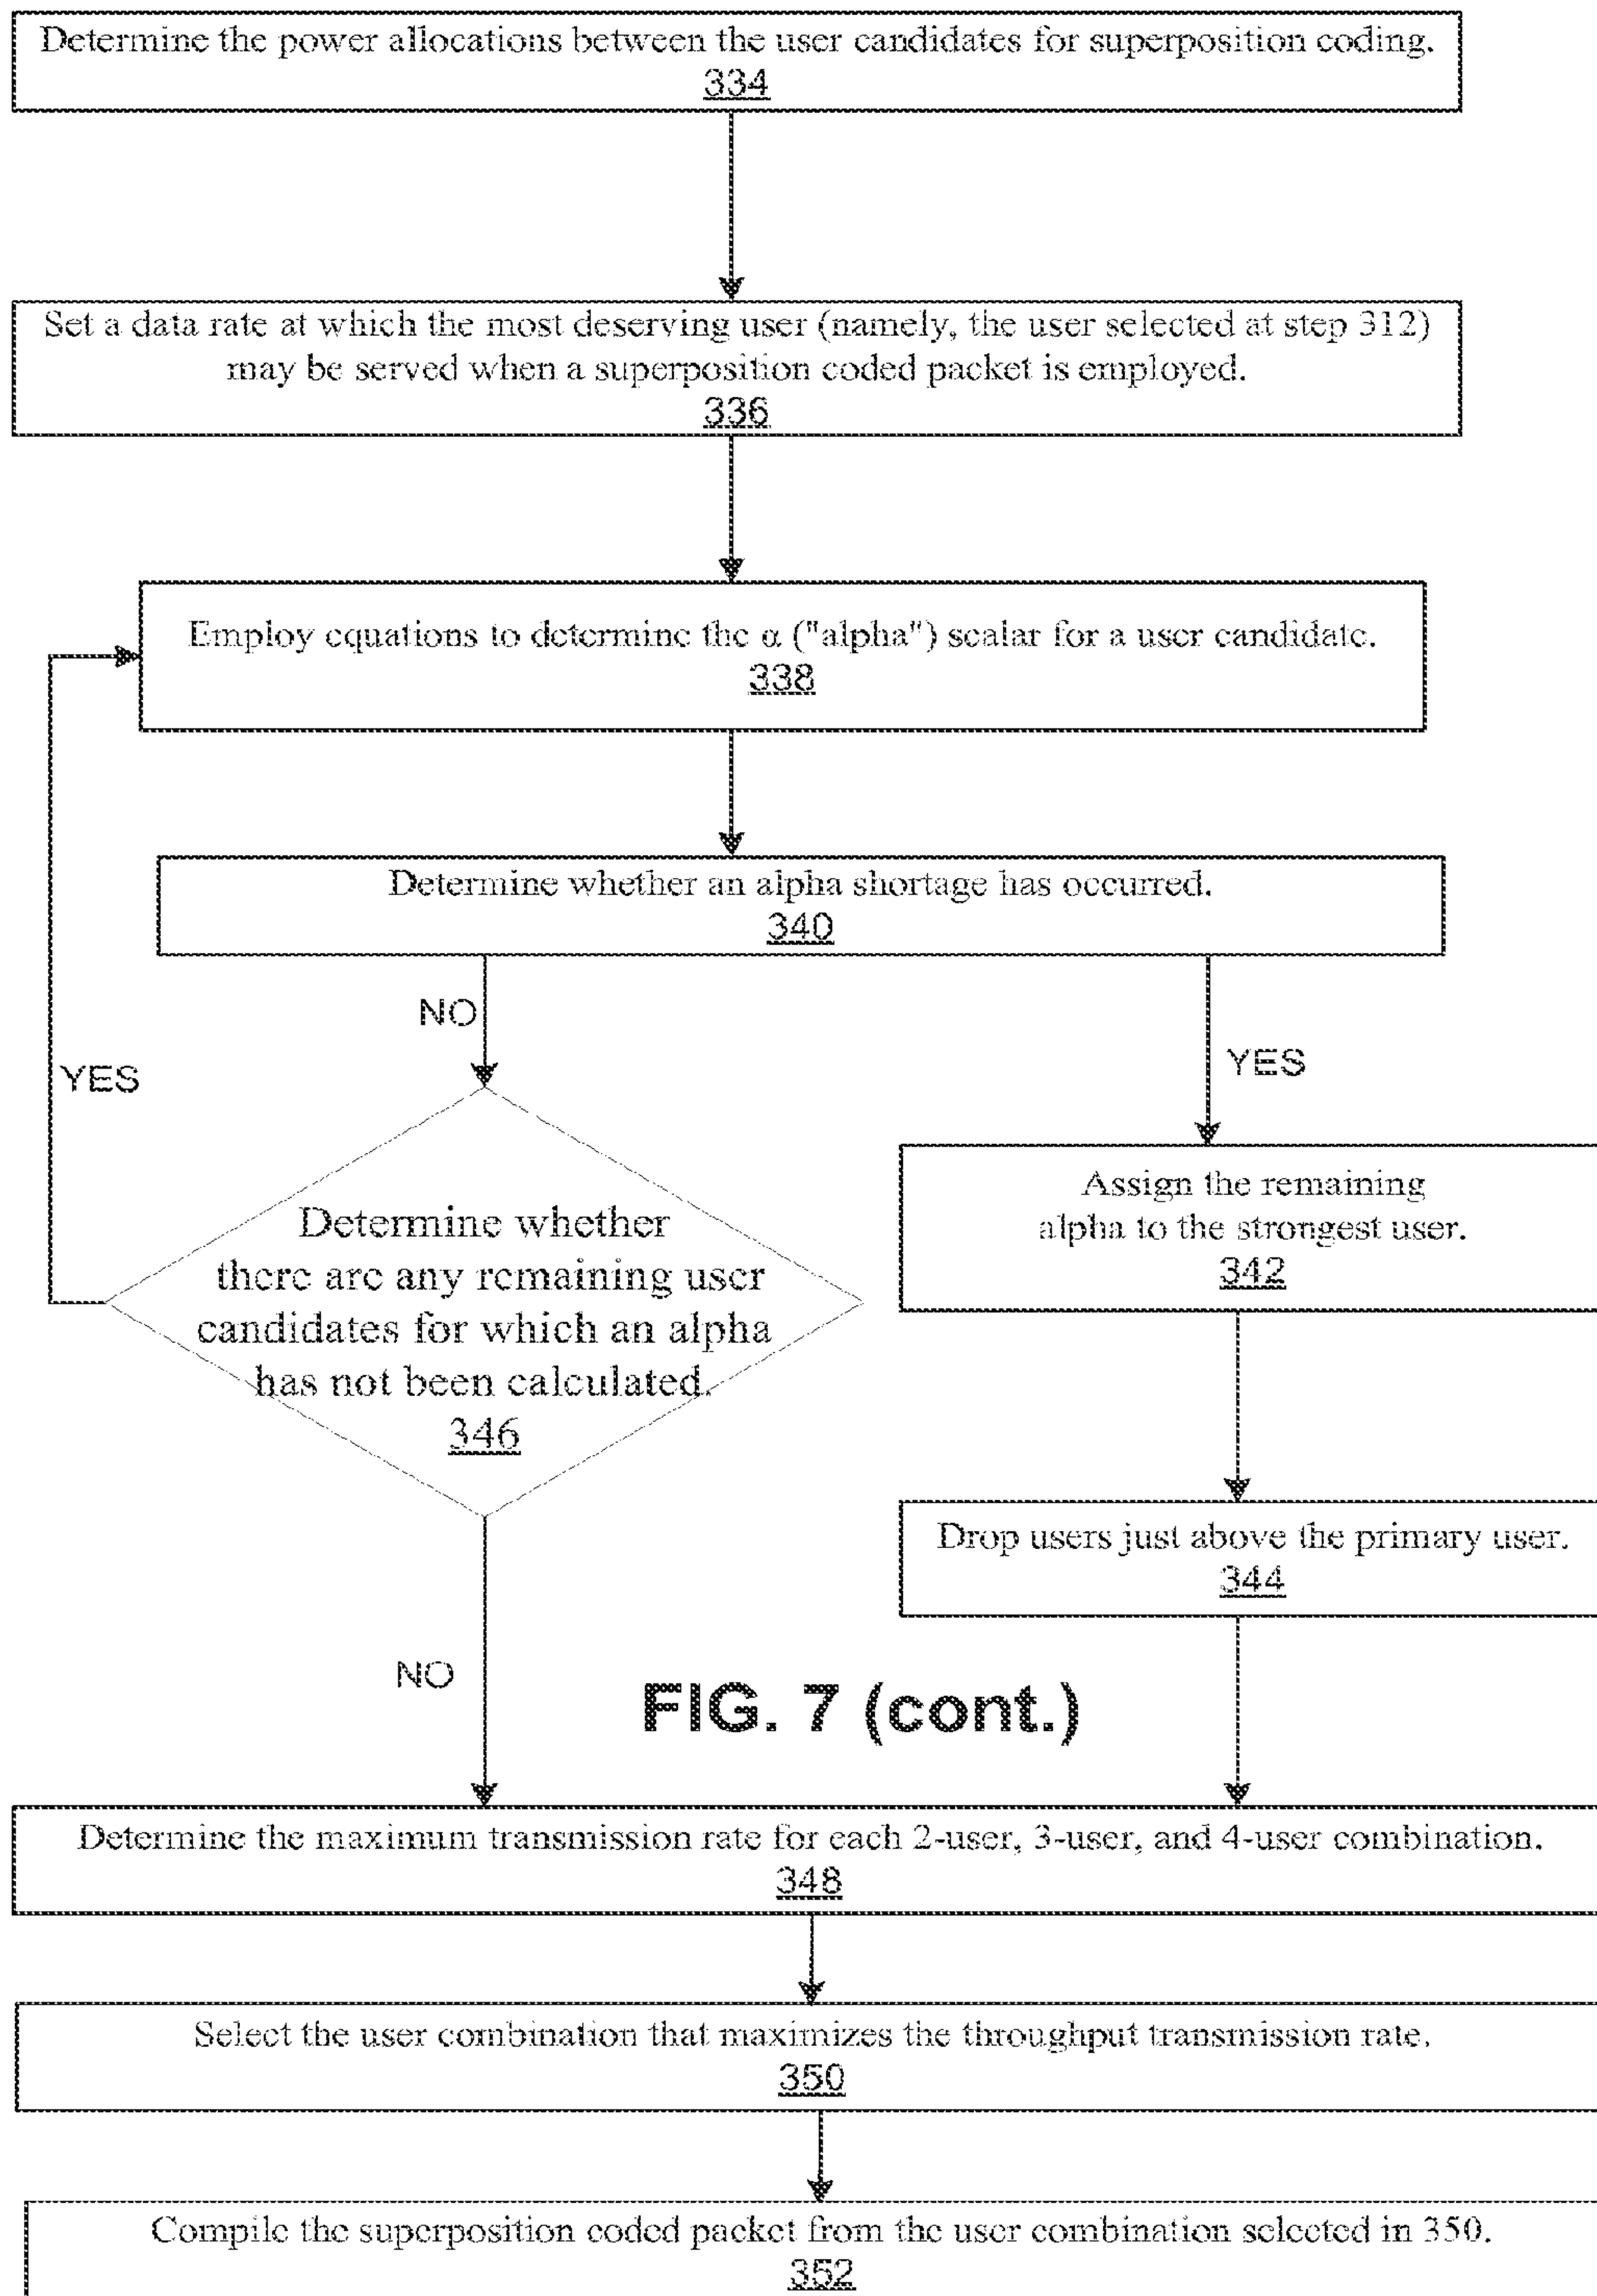 Determine the power allocations between the user candidates for superposition coding.
334
Set a data rate at which the most deserving user (namely, the user selected at step 312)
may be served when a superposition coded packet is employed.
336
Employ equations to determine the α ("alpha") scalar for a user candidate.
338
Determine whether an alpha shortage has occurred.
340
NO
YES
YES
Assign the remaining
alpha to the strongest user.
342
Determine whether
there are any remaining user
candidates for which an alpha
has not been calculated.
346
Drop users just above the primary user.
344
NO
FIG. 7 (cont.)
Determine the maximum transmission rate for each 2-user, 3-user, and 4-user combination.
348
Select the user combination that maximizes the throughput transmission rate.
350
Compile the superposition coded packet from the user combination selected in 350.
352